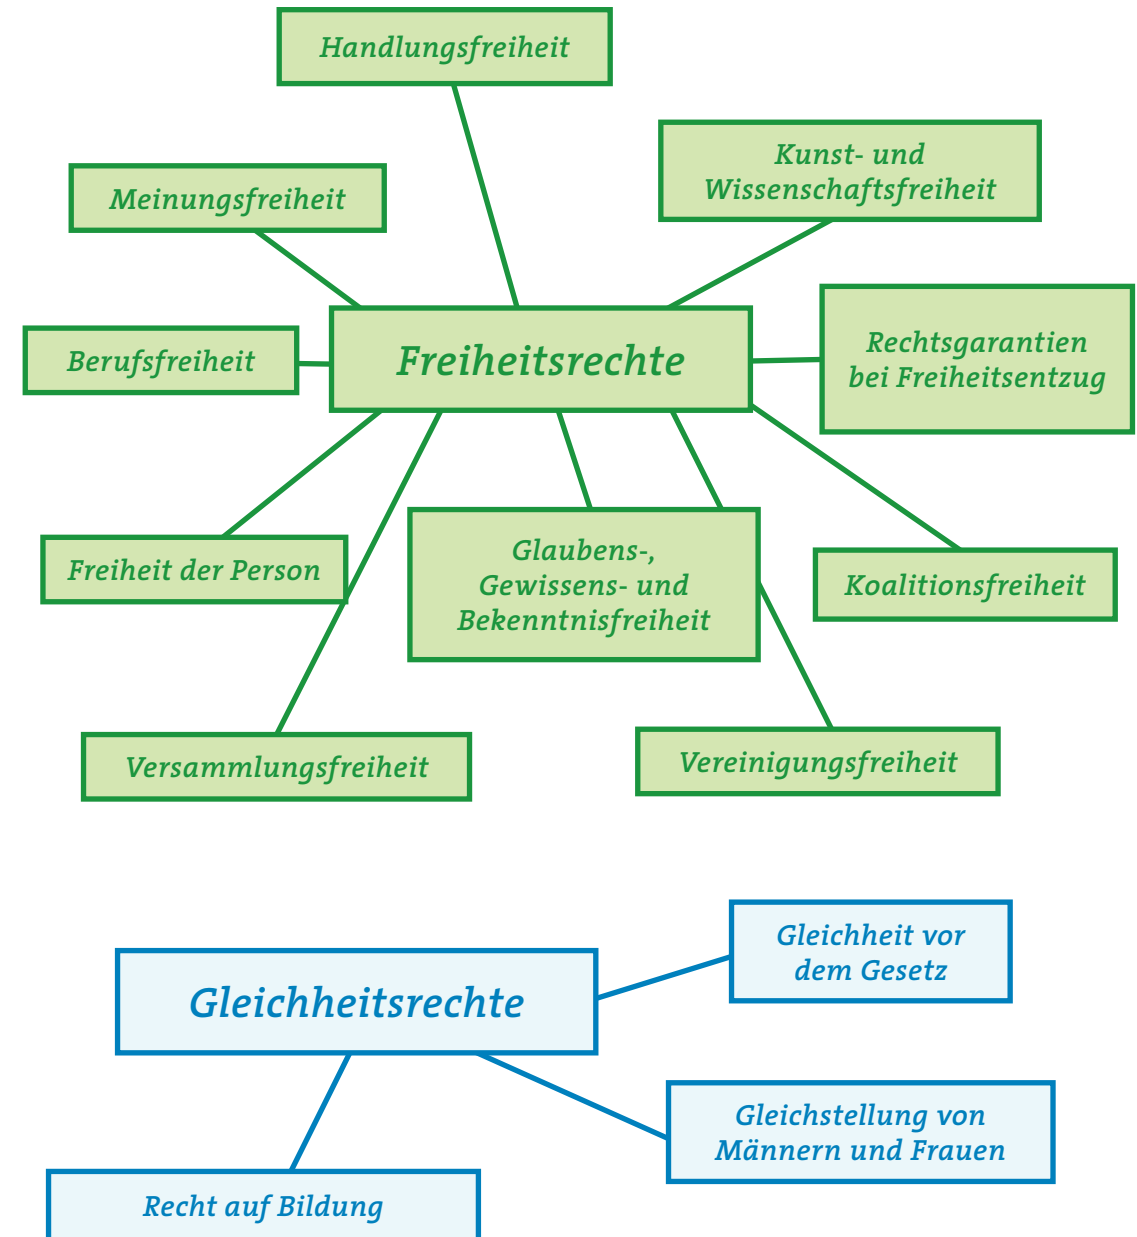 Handlungsfreiheit
Kunst- und
Wissenschaftsfreiheit
Meinungsfreiheit
Rechtsgarantien
bei Freiheitsentzug
Berufsfreiheit
Freiheitsrechte
Glaubens-,
Gewissens- und
Bekenntnisfreiheit
Freiheit der Person
Koalitionsfreiheit
Versammlungsfreiheit
Vereinigungsfreiheit
Gleichheit vor
dem Gesetz
Gleichheitsrechte
Gleichstellung von
Männern und Frauen
Recht auf Bildung